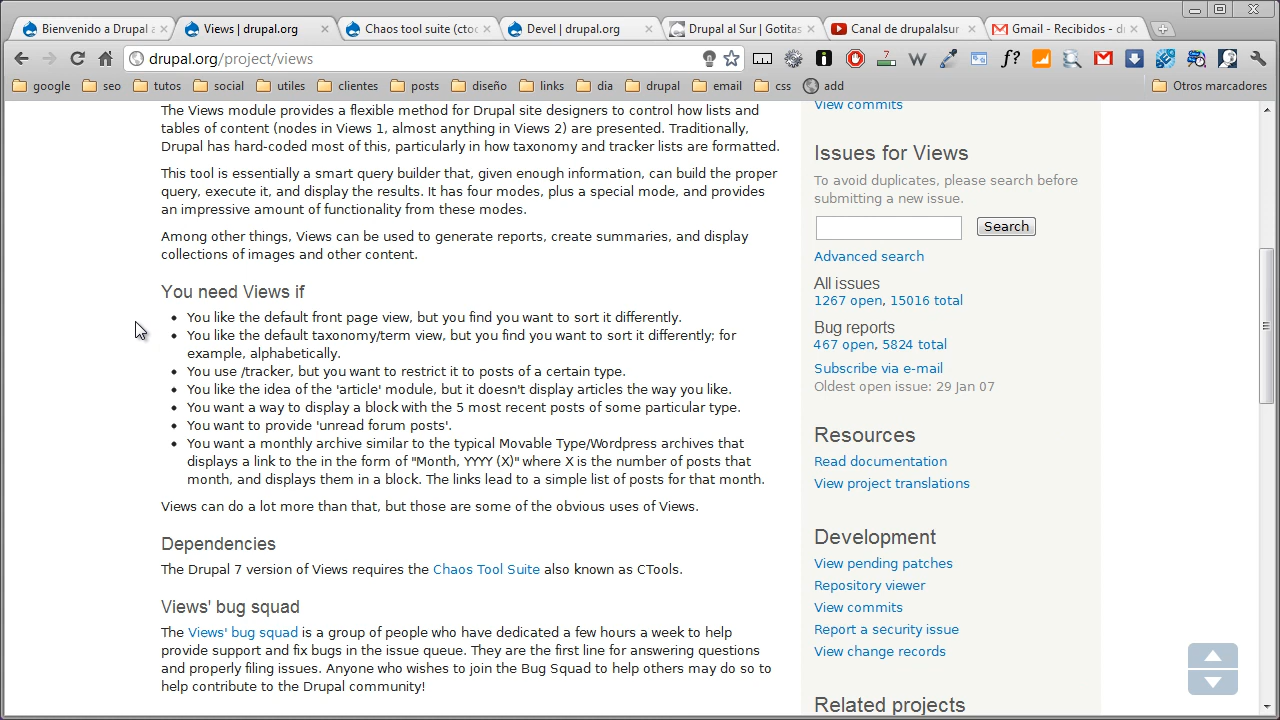 Bienvenido a Drupal a
Views | drupal.org
Chaos tool suite (ctoo
Devel | drupal.org
Drupal al Sur | Gotitas
Canal de drupalalsur
Gmail - Recibidos - d
drupal.org/project/views
google
seo
tutos
social
utiles
clientes
posts
diseño
links
dia
drupal
email
css
add
Otros marcadores
The Views module provides a flexible method for Drupal site designers to control how lists and
tables of content (nodes in Views 1, almost anything in Views 2) are presented. Traditionally,
Drupal has hard-coded most of this, particularly in how taxonomy and tracker lists are formatted.
This tool is essentially a smart query builder that, given enough information, can build the proper
query, execute it, and display the results. It has four modes, plus a special mode, and provides
an impressive amount of functionality from these modes.
Among other things, Views can be used to generate reports, create summaries, and display
collections of images and other content.
You need Views if
• You like the default front page view, but you find you want to sort it differently.
• You like the default taxonomy/term view, but you find you want to sort it differently; for
example, alphabetically.
• You use /tracker, but you want to restrict it to posts of a certain type.
• You like the idea of the 'article' module, but it doesn't display articles the way you like.
• You want a way to display a block with the 5 most recent posts of some particular type.
• You want to provide 'unread forum posts'.
• You want a monthly archive similar to the typical Movable Type/Wordpress archives that
displays a link to the in the form of "Month, YYYY (X)" where X is the number of posts that
month, and displays them in a block. The links lead to a simple list of posts for that month.
Views can do a lot more than that, but those are some of the obvious uses of Views.
Dependencies
The Drupal 7 version of Views requires the Chaos Tool Suite also known as CTools.
Views' bug squad
The Views' bug squad is a group of people who have dedicated a few hours a week to help
provide support and fix bugs in the issue queue. They are the first line for answering questions
and properly filing issues. Anyone who wishes to join the Bug Squad to help others may do so to
help contribute to the Drupal community!
View commits
Issues for Views
To avoid duplicates, please search before
submitting a new issue.
Search
Advanced search
All issues
1267 open, 15016 total
Bug reports
467 open, 5824 total
Subscribe via e-mail
Oldest open issue: 29 Jan 07
Resources
Read documentation
View project translations
Development
View pending patches
Repository viewer
View commits
Report a security issue
View change records
Related projects